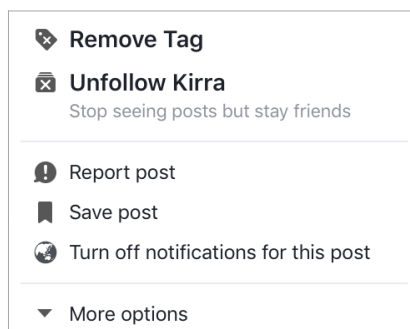 Remove Tag
Unfollow Kirra
Stop seeing posts but stay friends
Report post
Save post
Turn off notifications for this post
More options